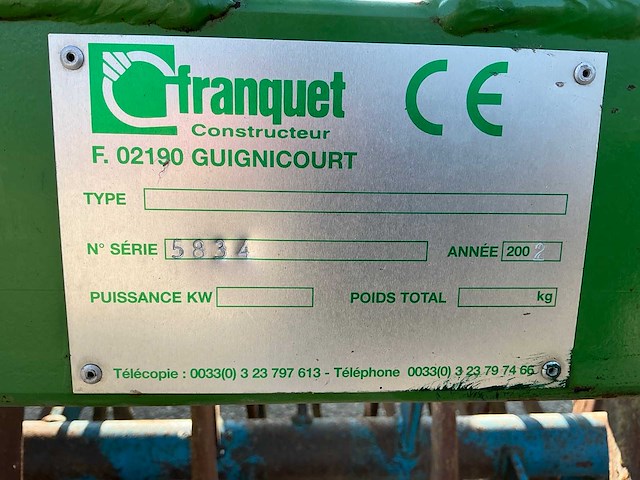 franquet CE
Constructeur
F. 02190 GUIGNICOURT
TYPE
N° SÉRIE 5834 ANNÉE 2002
PUISSANCE KW POIDS TOTAL kg
Télécopie : 0033(0) 3 23 797 613 - Téléphone 0033(0) 3 23 79 74 66